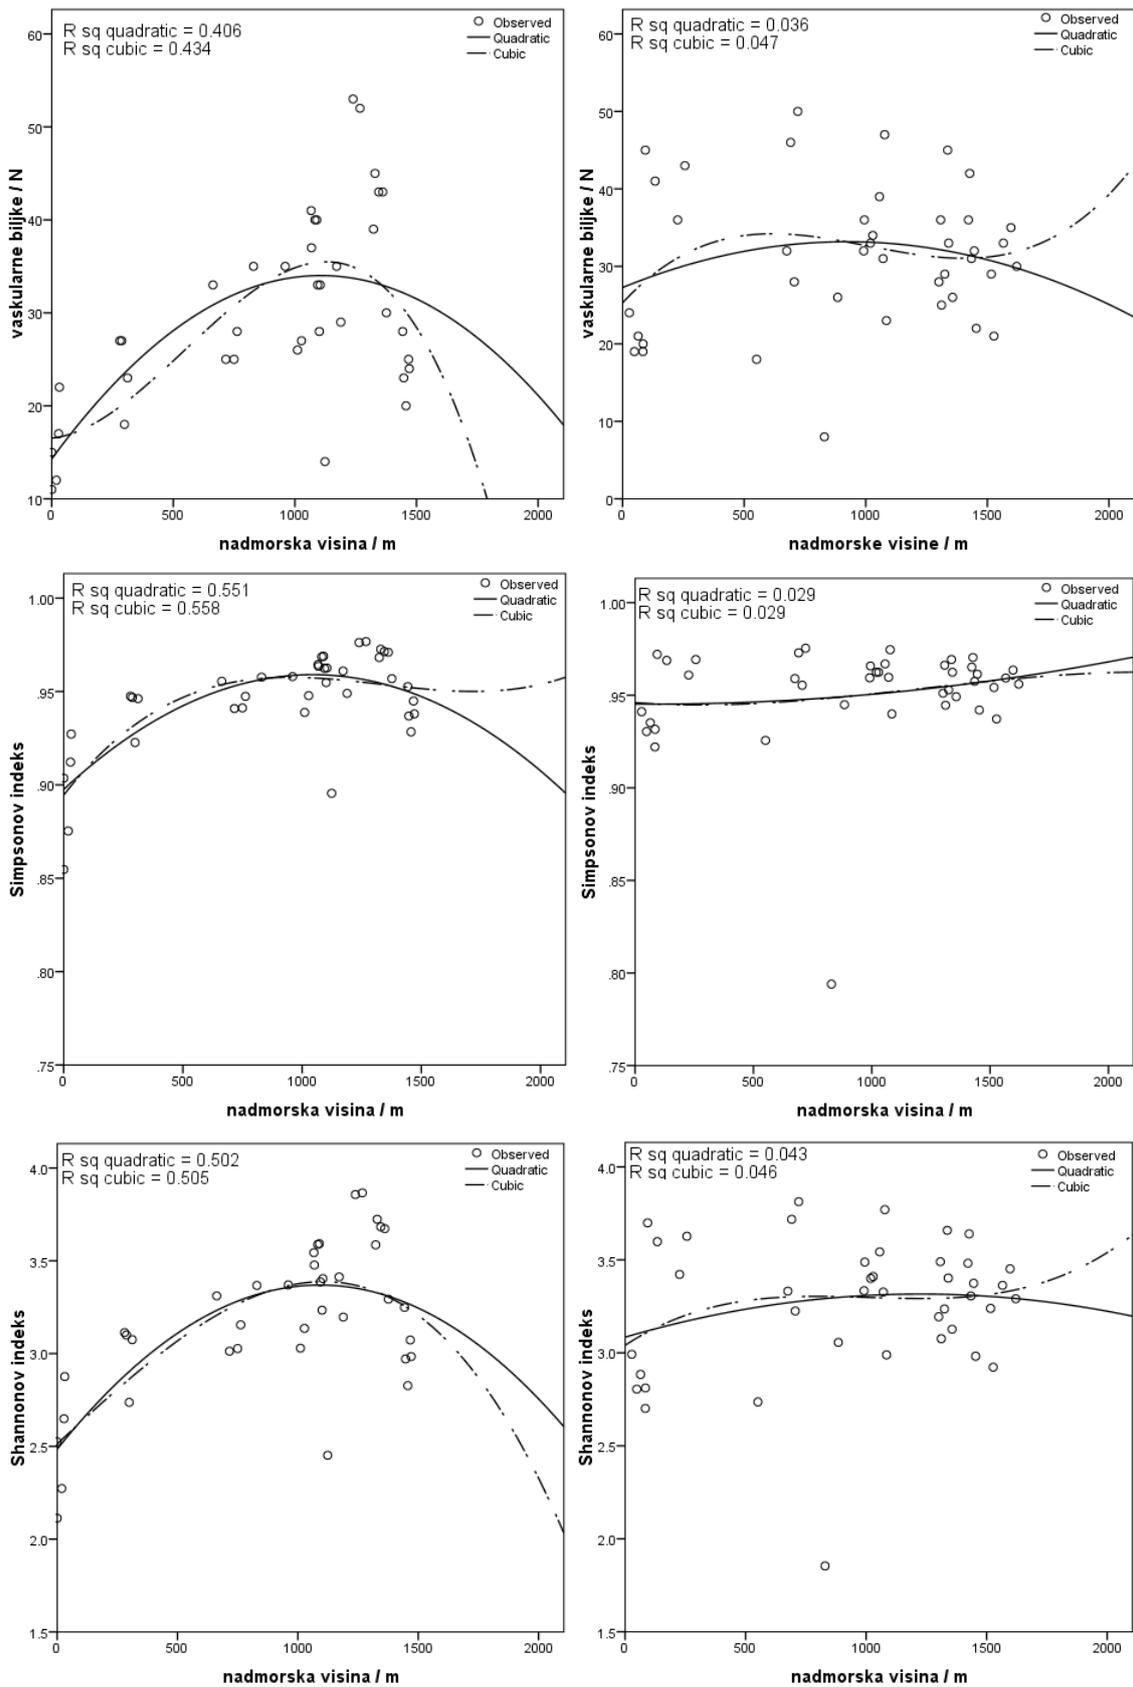 R sq quadratic = 0.406
R sq cubic = 0.434
Observed
Quadratic
Cubic
60
50
40
30
20
10
vaskularne biljke / N
0 500 1000 1500 2000
nadmorska visina / m
R sq quadratic = 0.036
R sq cubic = 0.047
Observed
Quadratic
Cubic
60
50
40
30
20
10
0
vaskularne biljke / N
0 500 1000 1500 2000
nadmorske visine / m
R sq quadratic = 0.551
R sq cubic = 0.558
Observed
Quadratic
Cubic
1.00
.95
.90
.85
.80
.75
Simpsonov indeks
0 500 1000 1500 2000
nadmorska visina / m
R sq quadratic = 0.029
R sq cubic = 0.029
Observed
Quadratic
Cubic
1.00
.95
.90
.85
.80
.75
Simpsonov indeks
0 500 1000 1500 2000
nadmorska visina / m
R sq quadratic = 0.502
R sq cubic = 0.505
Observed
Quadratic
Cubic
4.0
3.5
3.0
2.5
2.0
1.5
Shannonov indeks
0 500 1000 1500 2000
nadmorska visina / m
R sq quadratic = 0.043
R sq cubic = 0.046
Observed
Quadratic
Cubic
4.0
3.5
3.0
2.5
2.0
1.5
Shannonov indeks
0 500 1000 1500 2000
nadmorska visina / m